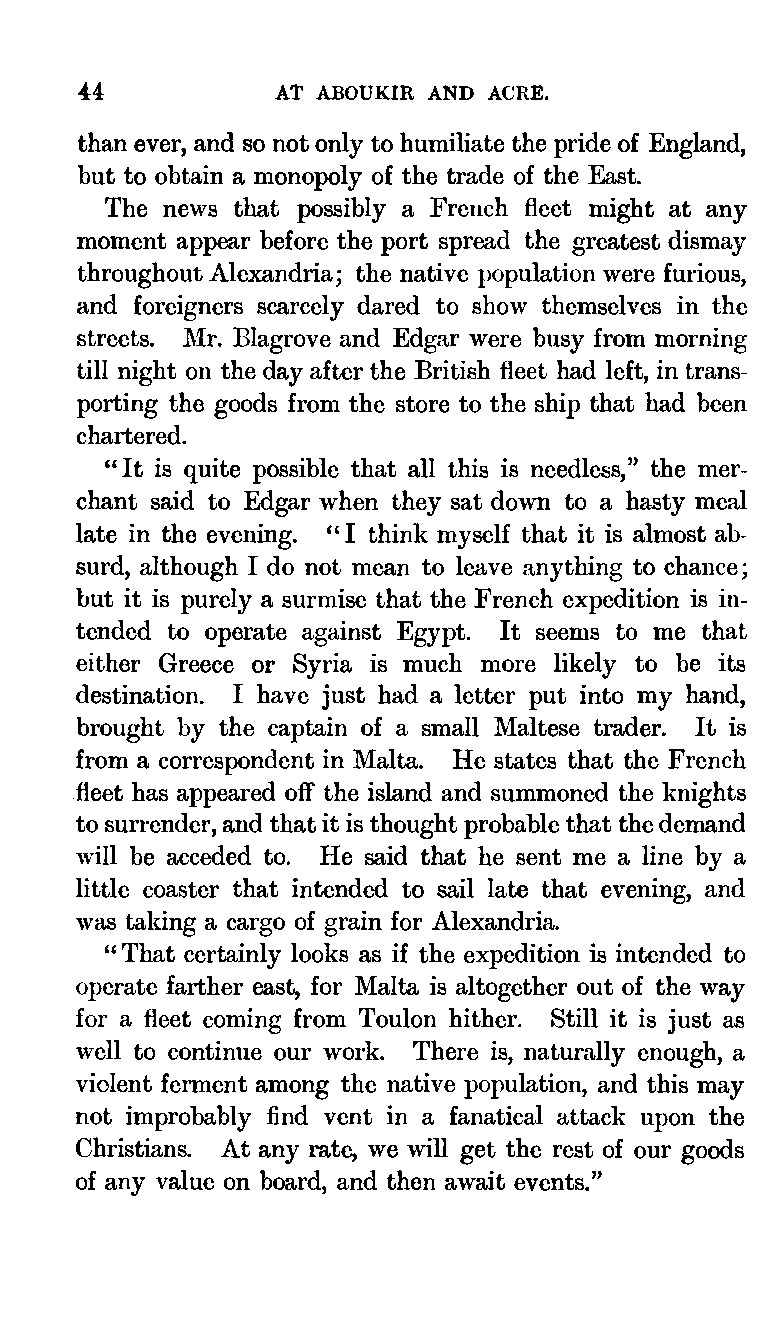 44 AT ABOUKIR AND ACRE.
than ever, and so not only to humiliate the pride of England,
but to obtain a monopoly of the trade of the East.
The news that possibly a French fleet might at any
moment appear before the port spread the greatest dismay
throughout Alexandria; the native population were furious,
and foreigners scarcely dared to show themselves in the
streets. Mr. Blagrove and Edgar were busy from morning
till night on the day after the British fleet had left, in trans-
porting the goods from the store to the ship that had been
chartered.
"It is quite possible that all this is needless," the mer-
chant said to Edgar when they sat down to a hasty meal
late in the evening. "I think myself that it is almost ab-
surd, although I do not mean to leave anything to chance;
but it is purely a surmise that the French expedition is in-
tended to operate against Egypt. It seems to me that
either Greece or Syria is much more likely to be its
destination. I have just had a letter put into my hand,
brought by the captain of a small Maltese trader. It is
from a correspondent in Malta. He states that the French
fleet has appeared off the island and summoned the knights
to surrender, and that it is thought probable that the demand
will be acceded to. He said that he sent me a line by a
little coaster that intended to sail late that evening, and
was taking a cargo of grain for Alexandria.
"That certainly looks as if the expedition is intended to
operate farther east, for Malta is altogether out of the way
for a fleet coming from Toulon hither. Still it is just as
well to continue our work. There is, naturally enough, a
violent ferment among the native population, and this may
not improbably find vent in a fanatical attack upon the
Christians. At any rate, we will get the rest of our goods
of any value on board, and then await events."